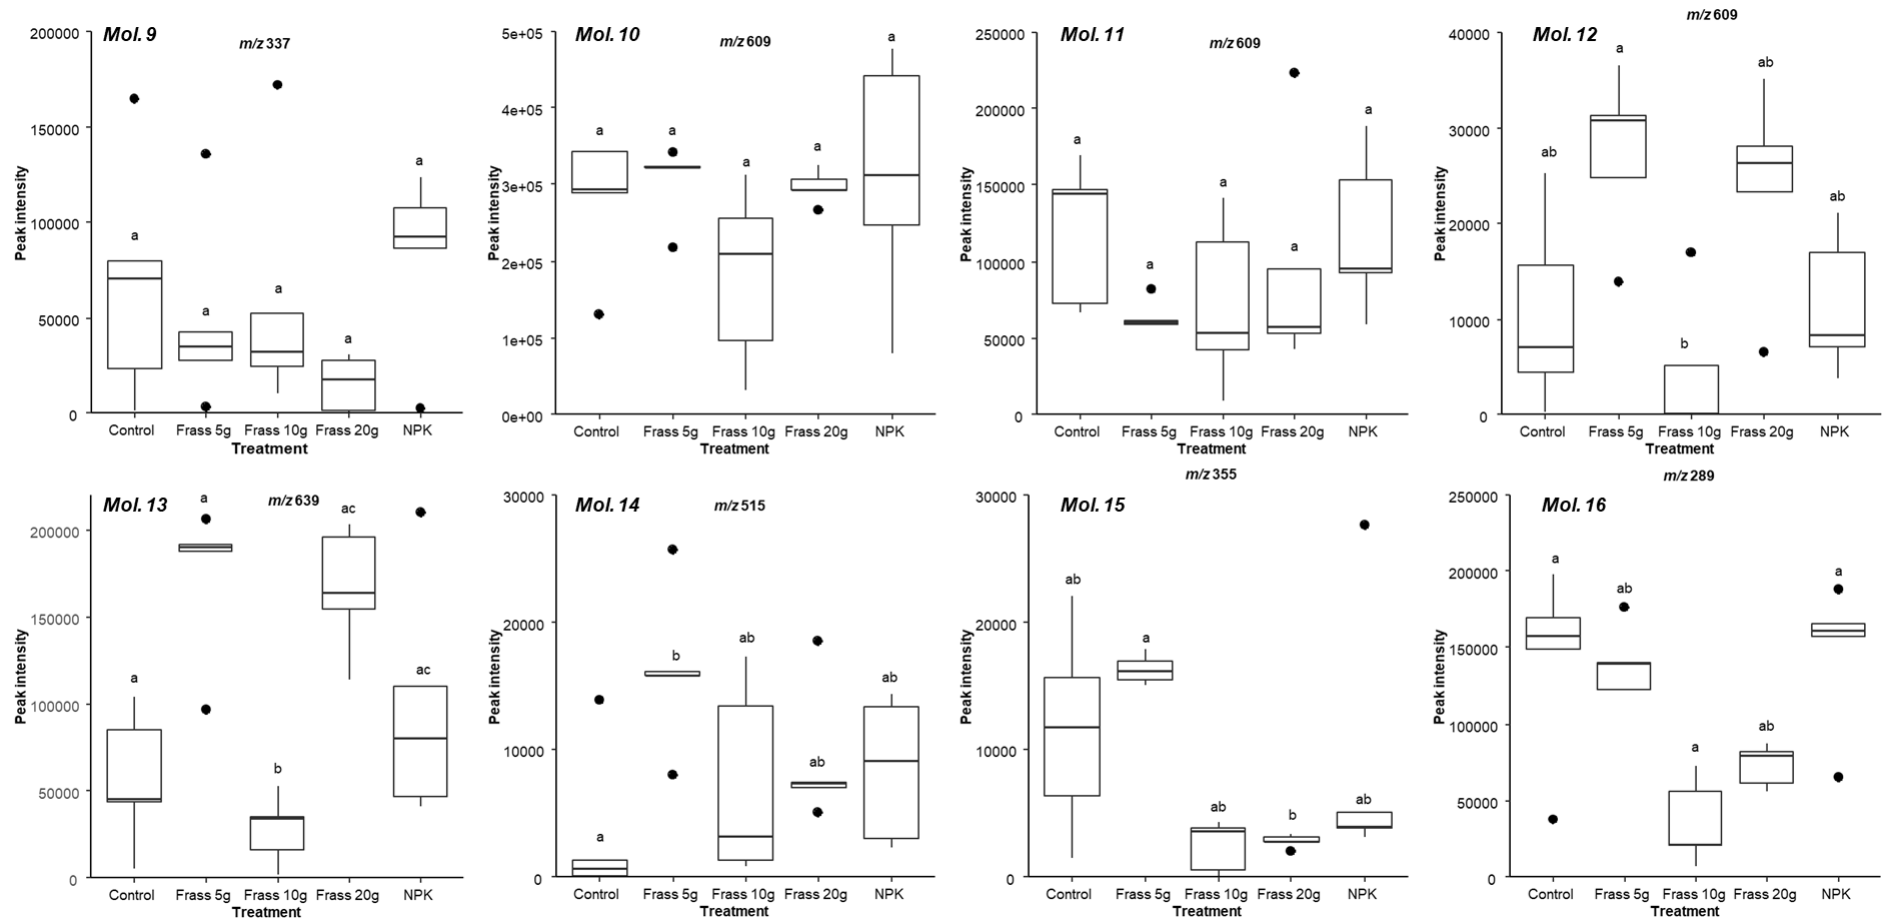 Mol. 9
m/z 337
200000
150000
100000
50000
0
Peak intensity
a
a
a
a
a
Control
Frass 5g
Frass 10g
Frass 20g
NPK
Treatment
Mol. 10
m/z 609
5e+05
4e+05
3e+05
2e+05
1e+05
0e+00
Peak intensity
a
a
a
a
a
Control
Frass 5g
Frass 10g
Frass 20g
NPK
Treatment
Mol. 11
m/z 609
250000
200000
150000
100000
50000
0
Peak intensity
a
a
a
a
a
Control
Frass 5g
Frass 10g
Frass 20g
NPK
Treatment
m/z 609
Mol. 12
40000
30000
20000
10000
0
Peak intensity
ab
a
b
ab
ab
Control
Frass 5g
Frass 10g
Frass 20g
NPK
Treatment
Mol. 13
m/z 639
200000
150000
100000
50000
0
Peak intensity
a
a
b
ac
ac
Control
Frass 5g
Frass 10g
Frass 20g
NPK
Treatment
Mol. 14
m/z 515
30000
20000
10000
0
Peak intensity
a
b
ab
ab
ab
Control
Frass 5g
Frass 10g
Frass 20g
NPK
Treatment
m/z 355
Mol. 15
30000
20000
10000
0
Peak intensity
ab
a
ab
b
ab
Control
Frass 5g
Frass 10g
Frass 20g
NPK
Treatment
m/z 289
Mol. 16
250000
200000
150000
100000
50000
0
Peak intensity
a
ab
a
ab
a
Control
Frass 5g
Frass 10g
Frass 20g
NPK
Treatment